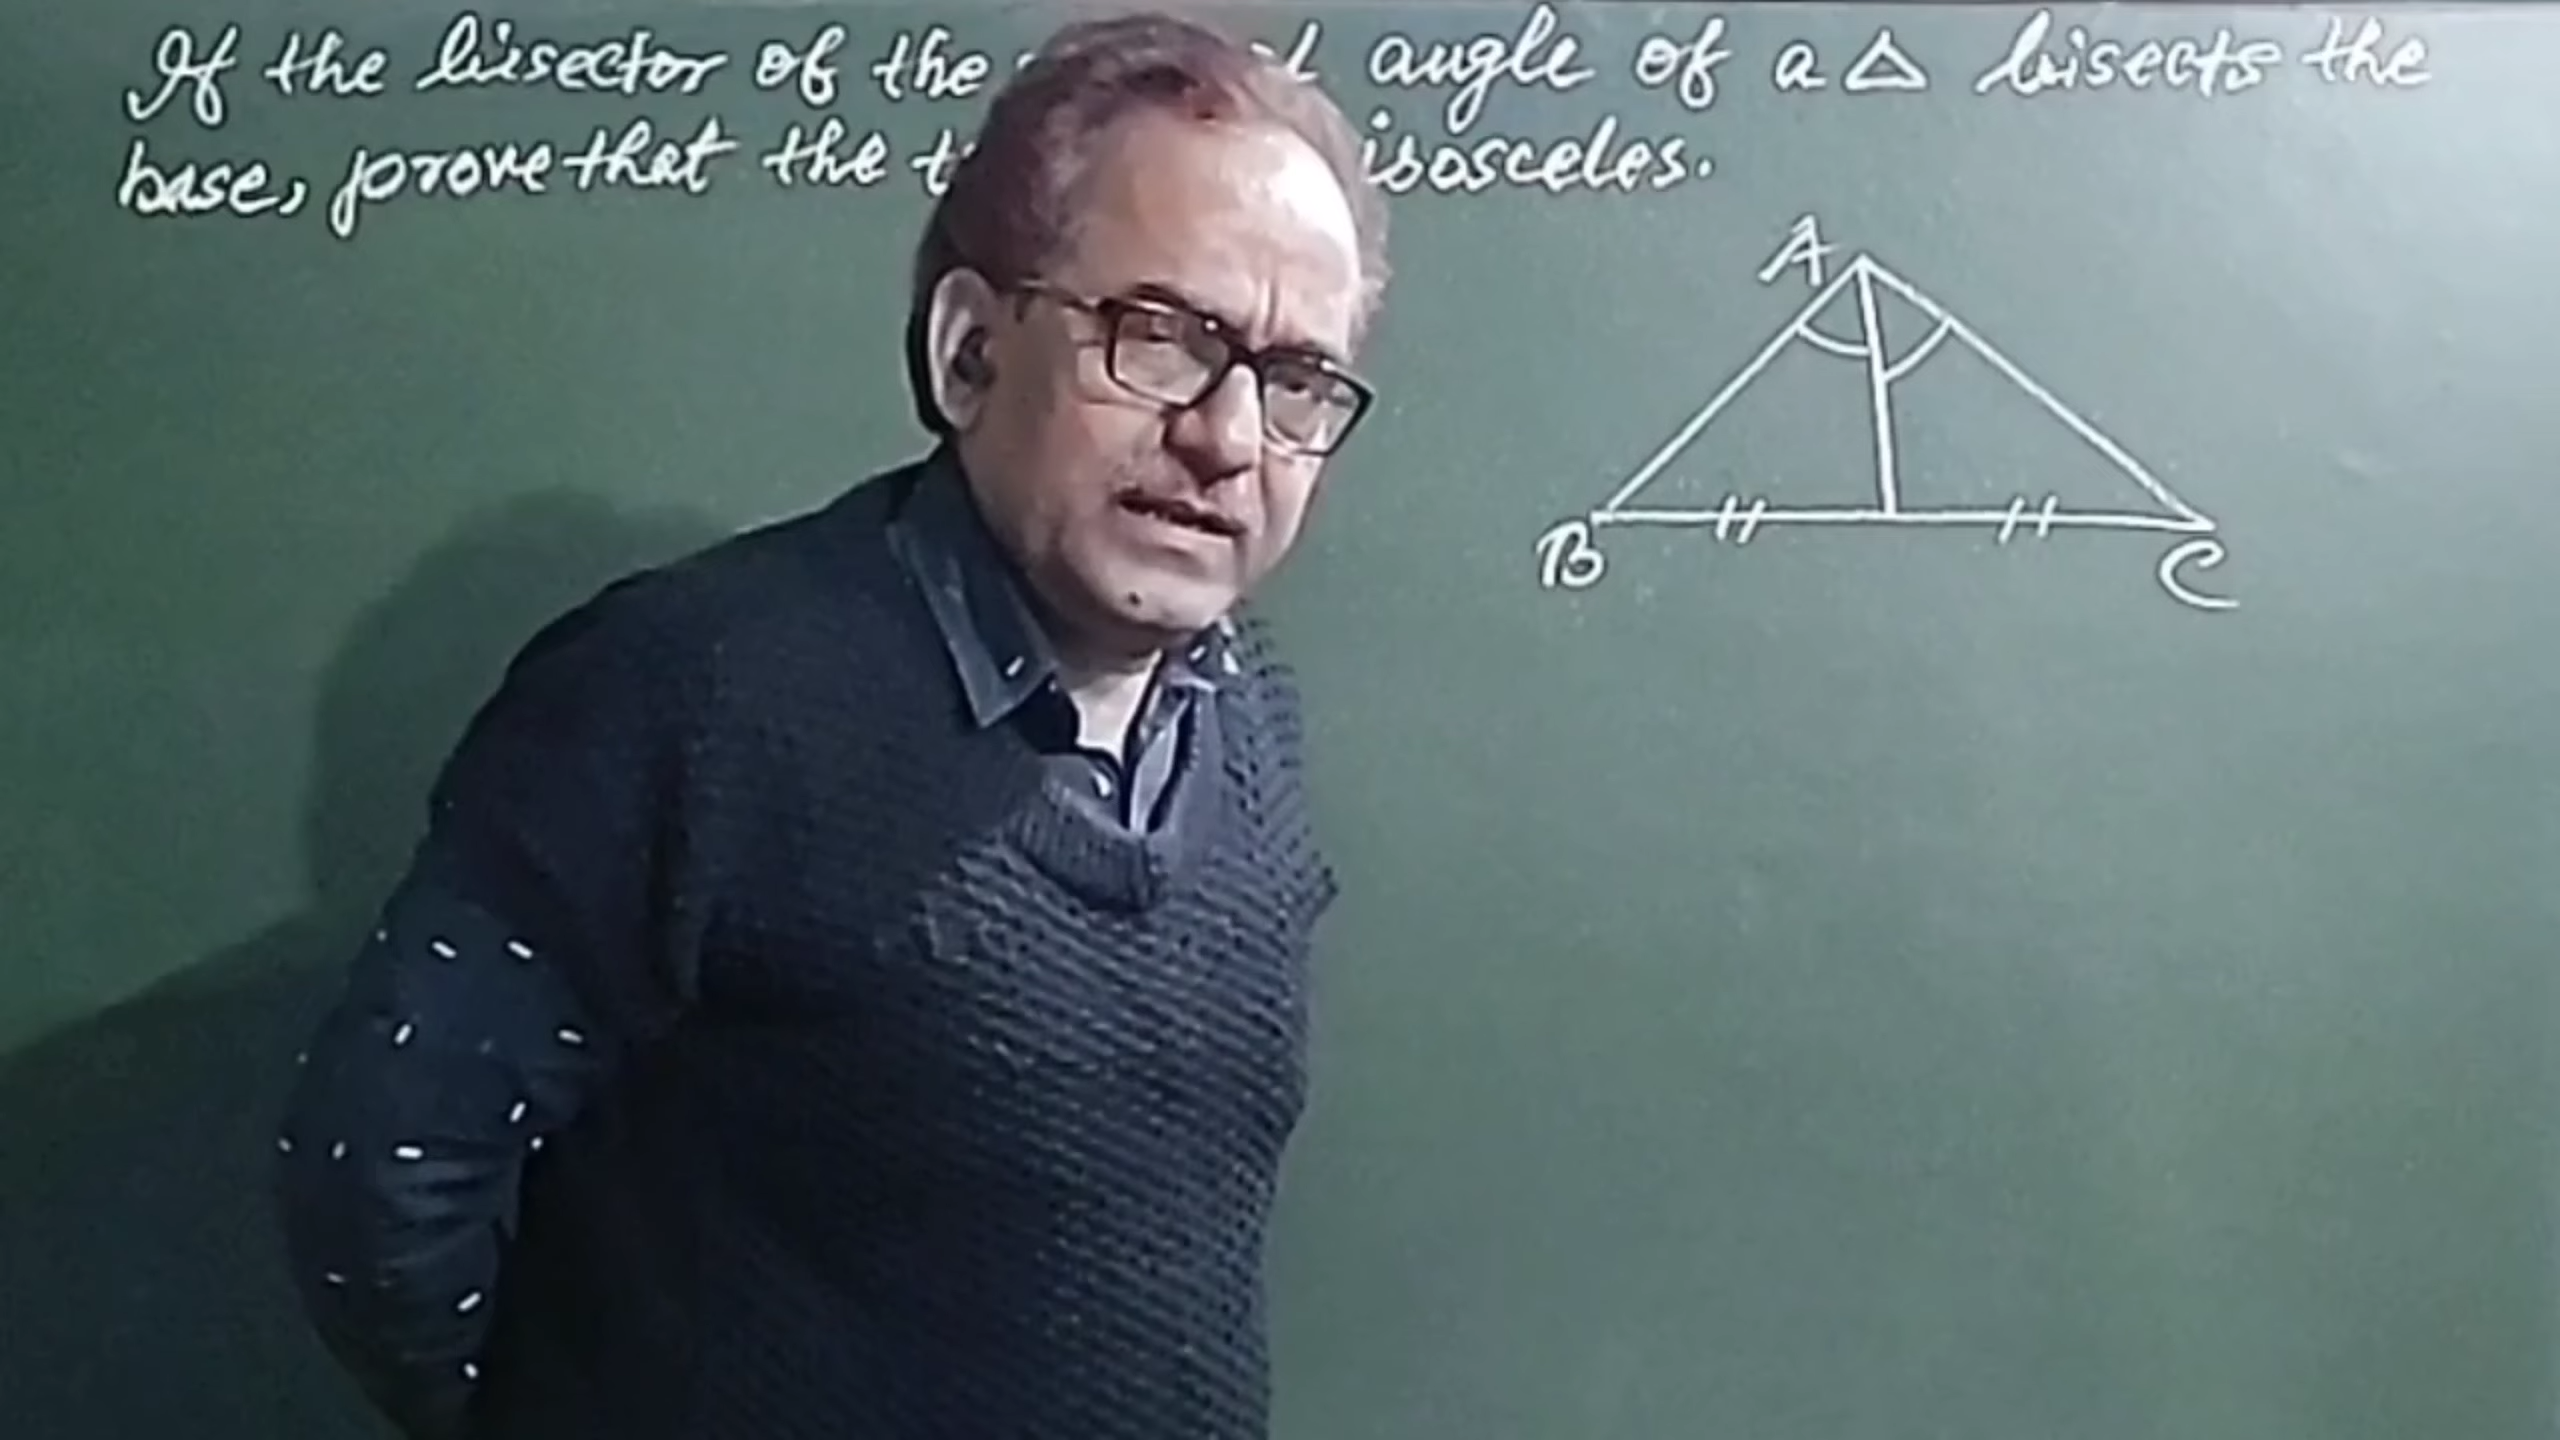 If the bisector of the angle of a △ bisects the
base, prove that the isosceles.
A
B
C